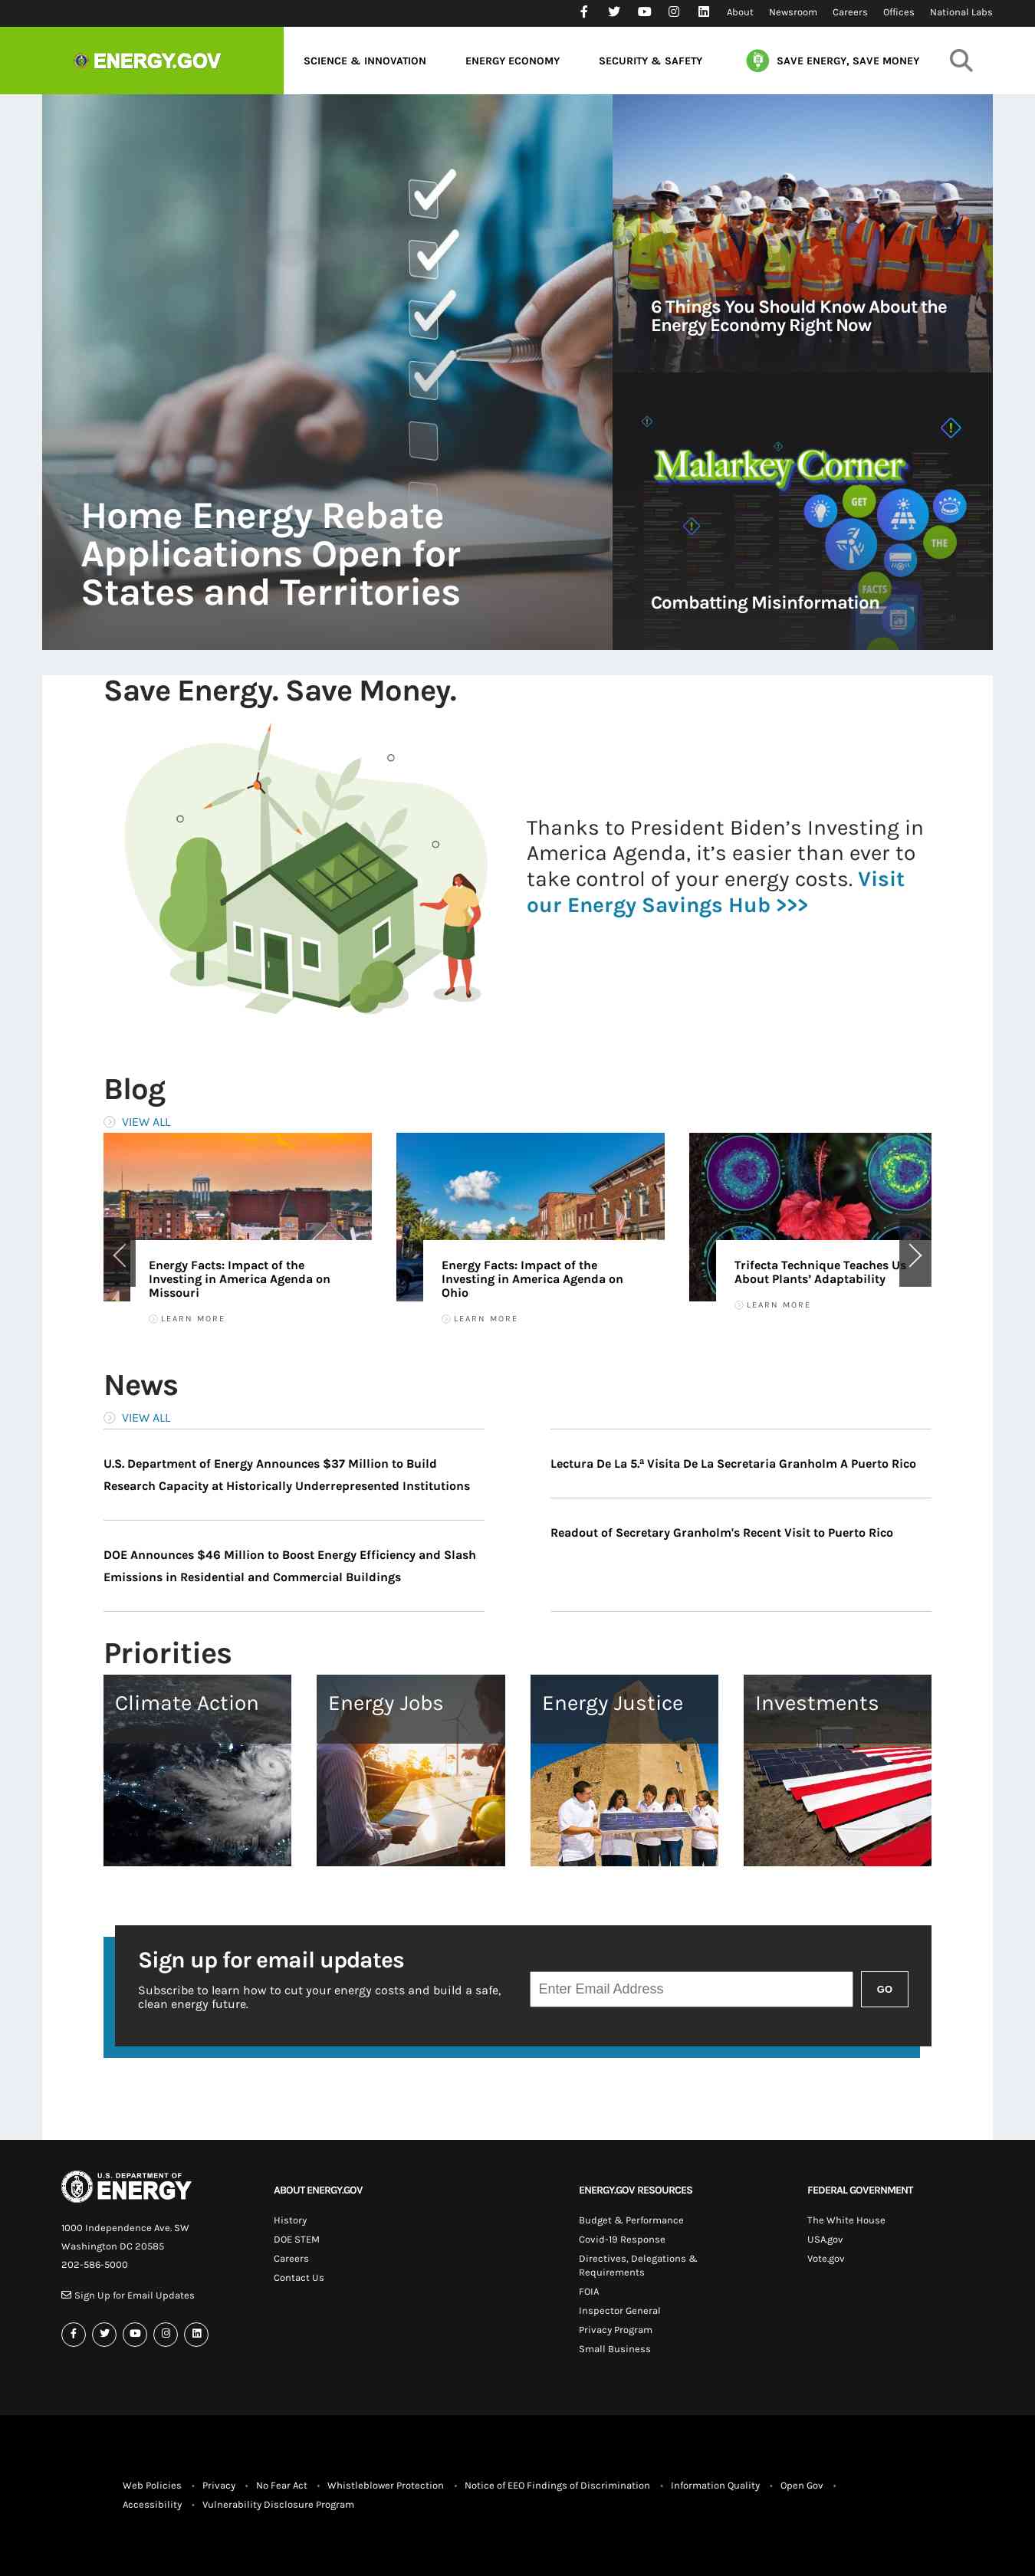 About Newsroom Careers Offices National Labs
ENERGY.GOV
SCIENCE & INNOVATION ENERGY ECONOMY SECURITY & SAFETY SAVE ENERGY, SAVE MONEY
Home Energy Rebate
Applications Open for
States and Territories
6 Things You Should Know About the
Energy Economy Right Now
Malarkey Corner
GET
THE
FACTS
Combatting Misinformation
Save Energy. Save Money.
Thanks to President Biden’s Investing in
America Agenda, it’s easier than ever to
take control of your energy costs. Visit
our Energy Savings Hub >>>
Blog
VIEW ALL
Energy Facts: Impact of the
Investing in America Agenda on
Missouri
LEARN MORE
Energy Facts: Impact of the
Investing in America Agenda on
Ohio
LEARN MORE
Trifecta Technique Teaches Us
About Plants’ Adaptability
LEARN MORE
News
VIEW ALL
U.S. Department of Energy Announces $37 Million to Build
Research Capacity at Historically Underrepresented Institutions
DOE Announces $46 Million to Boost Energy Efficiency and Slash
Emissions in Residential and Commercial Buildings
Lectura De La 5.ª Visita De La Secretaria Granholm A Puerto Rico
Readout of Secretary Granholm's Recent Visit to Puerto Rico
Priorities
Climate Action
Energy Jobs
Energy Justice
Investments
Sign up for email updates
Subscribe to learn how to cut your energy costs and build a safe,
clean energy future.
Enter Email Address
GO
U.S. DEPARTMENT OF
ENERGY
1000 Independence Ave. SW
Washington DC 20585
202-586-5000
Sign Up for Email Updates
ABOUT ENERGY.GOV
History
DOE STEM
Careers
Contact Us
ENERGY.GOV RESOURCES
Budget & Performance
Covid-19 Response
Directives, Delegations &
Requirements
FOIA
Inspector General
Privacy Program
Small Business
FEDERAL GOVERNMENT
The White House
USA.gov
Vote.gov
Web Policies • Privacy • No Fear Act • Whistleblower Protection • Notice of EEO Findings of Discrimination • Information Quality • Open Gov •
Accessibility • Vulnerability Disclosure Program